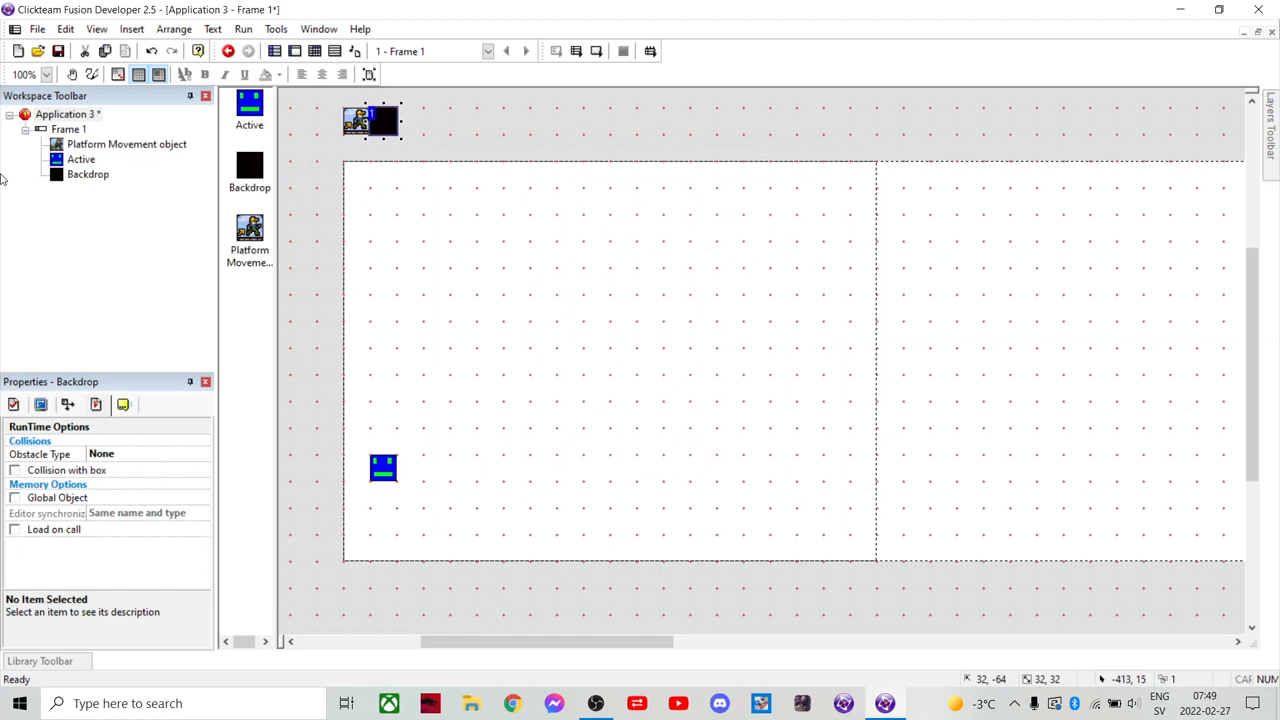 Clickteam Fusion Developer 2.5 - [Application 3 - Frame 1*]
File Edit View Insert Arrange Text Run Tools Window Help
1 - Frame 1
100%
B I U
Workspace Toolbar
Application 3 *
Frame 1
Platform Movement object
Active
Backdrop
Active
Backdrop
Platform
Moveme...
1
Layers Toolbar
Properties - Backdrop
RunTime Options
Collisions
Obstacle Type None
Collision with box
Memory Options
Global Object
Editor synchroniz Same name and type
Load on call
No Item Selected
Select an item to see its description
Library Toolbar
Ready
32, -64
32, 32
-413, 15
1
CAP NUM
Type here to search
-3°C
ENG
SV
07:49
2022-02-27